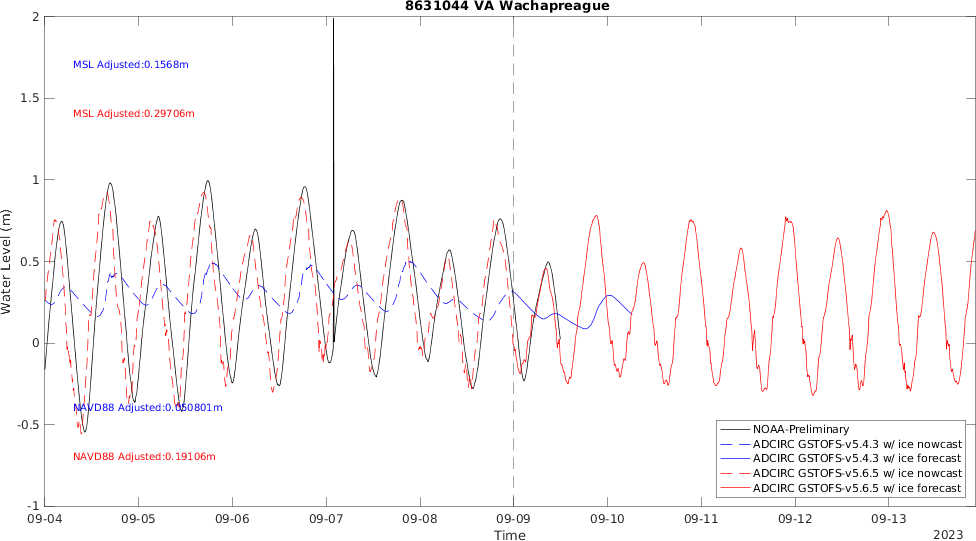 8631044 VA Wachapreague
2
1.5
1
0.5
0
-0.5
-1
Water Level (m)
MSL Adjusted:0.1568m
MSL Adjusted:0.29706m
NAVD88 Adjusted:0.050801m
NAVD88 Adjusted:0.19106m
NOAA-Preliminary
ADCIRC GSTOFS-v5.4.3 w/ ice nowcast
ADCIRC GSTOFS-v5.4.3 w/ ice forecast
ADCIRC GSTOFS-v5.6.5 w/ ice nowcast
ADCIRC GSTOFS-v5.6.5 w/ ice forecast
09-04 09-05 09-06 09-07 09-08 09-09 09-10 09-11 09-12 09-13
Time
2023